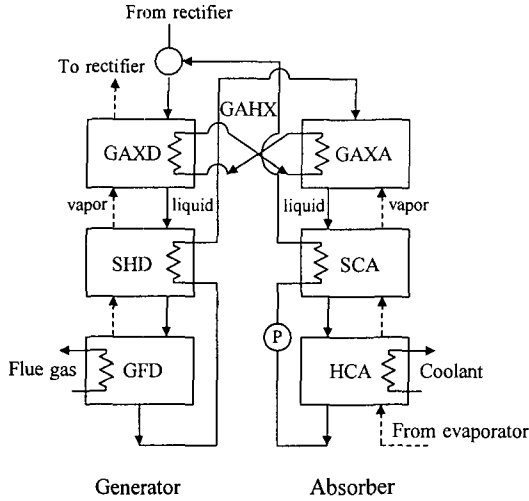 From rectifier
To rectifier
GAHX
GAXD
GAXA
vapor
liquid
liquid
vapor
SHD
SCA
P
Flue gas
GFD
HCA
Coolant
From evaporator
Generator
Absorber